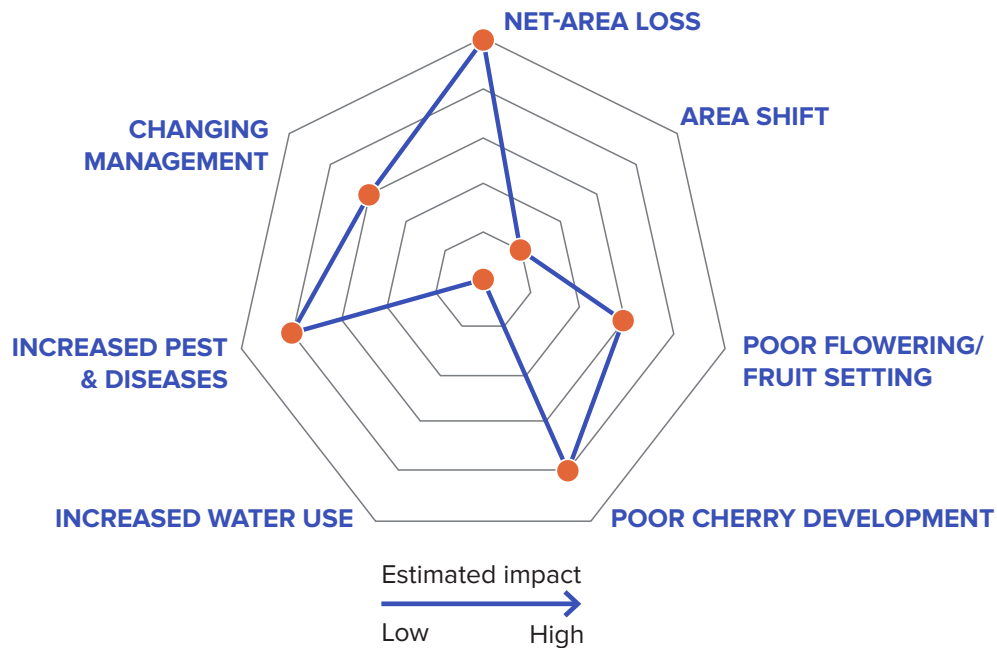 NET-AREA LOSS
AREA SHIFT
CHANGING
MANAGEMENT
INCREASED PEST
& DISEASES
POOR FLOWERING/
FRUIT SETTING
INCREASED WATER USE
POOR CHERRY DEVELOPMENT
Estimated impact
Low
High